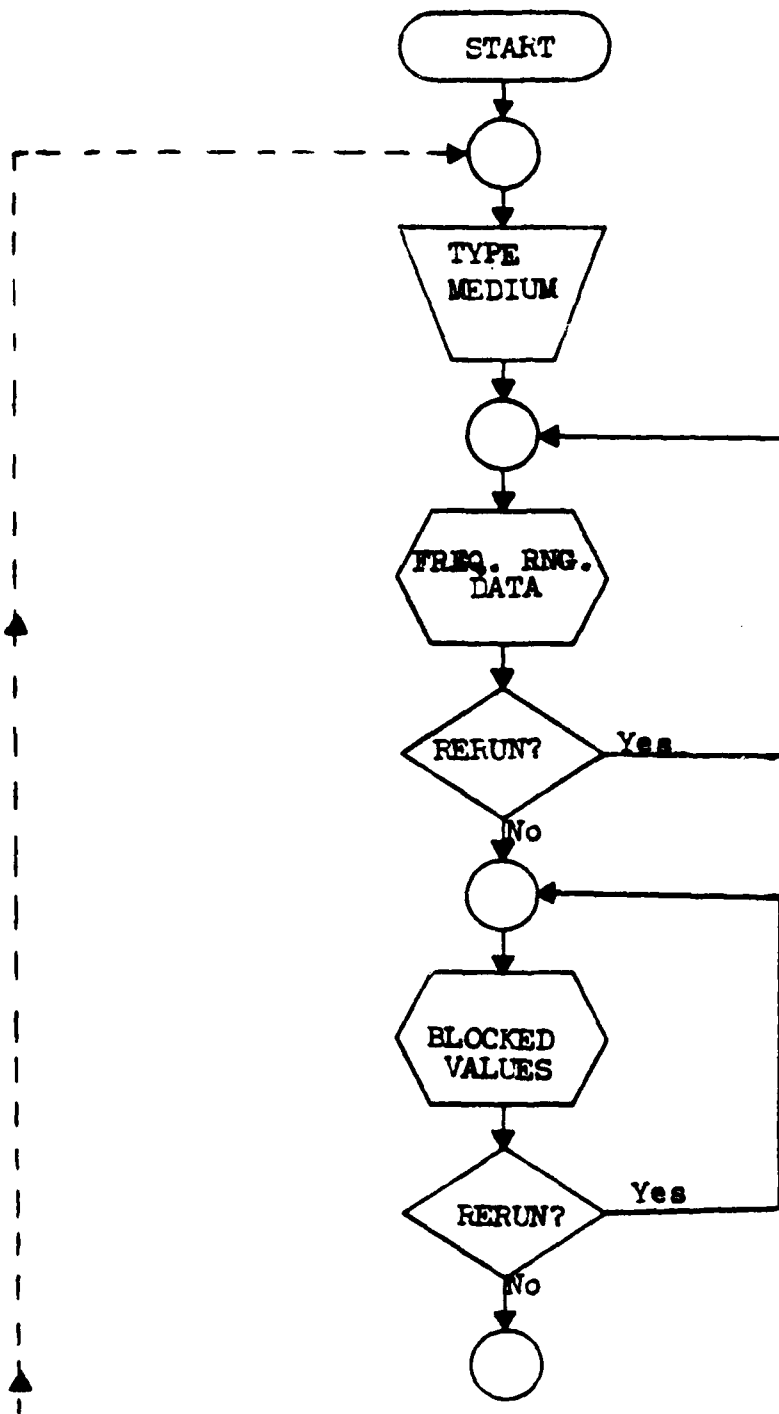 START
TYPE
MEDIUM
FREQ. RNG.
DATA
RERUN?
Yes
No
BLOCKED
VALUES
RERUN?
Yes
No